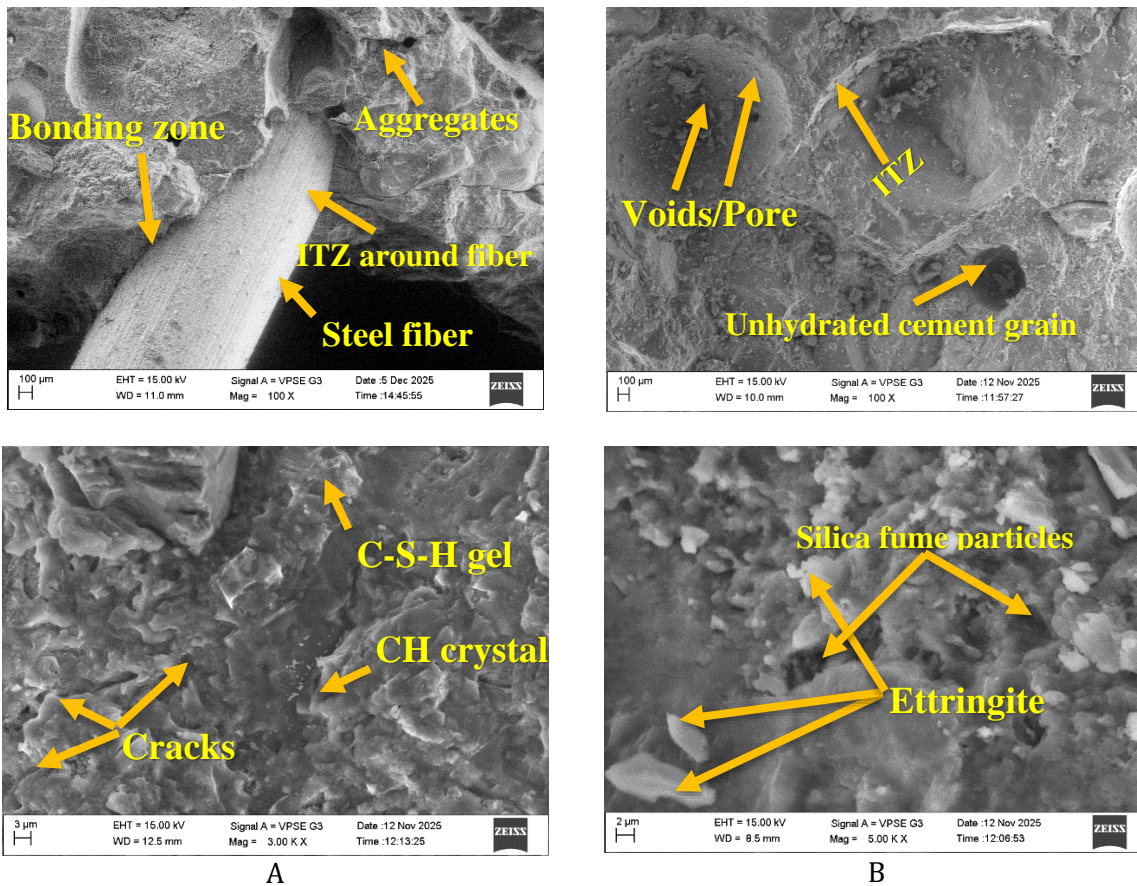 Bonding zone
Aggregates
ITZ around fiber
Steel fiber
100 µm
EHT = 15.00 kV
Signal A = VPSE G3
Date :5 Dec 2025
WD = 11.0 mm
Mag = 100 X
Time :14:45:55
ZEISS
Voids/Pore
ITZ
Unhydrated cement grain
100 µm
EHT = 15.00 kV
Signal A = VPSE G3
Date :12 Nov 2025
WD = 10.0 mm
Mag = 100 X
Time :11:57:27
ZEISS
C-S-H gel
CH crystal
Cracks
3 µm
EHT = 15.00 kV
Signal A = VPSE G3
Date :12 Nov 2025
WD = 12.5 mm
Mag = 3.00 K X
Time :12:13:25
ZEISS
A
Silica fume particles
Ettringite
2 µm
EHT = 15.00 kV
Signal A = VPSE G3
Date :12 Nov 2025
WD = 8.5 mm
Mag = 5.00 K X
Time :12:06:53
ZEISS
B